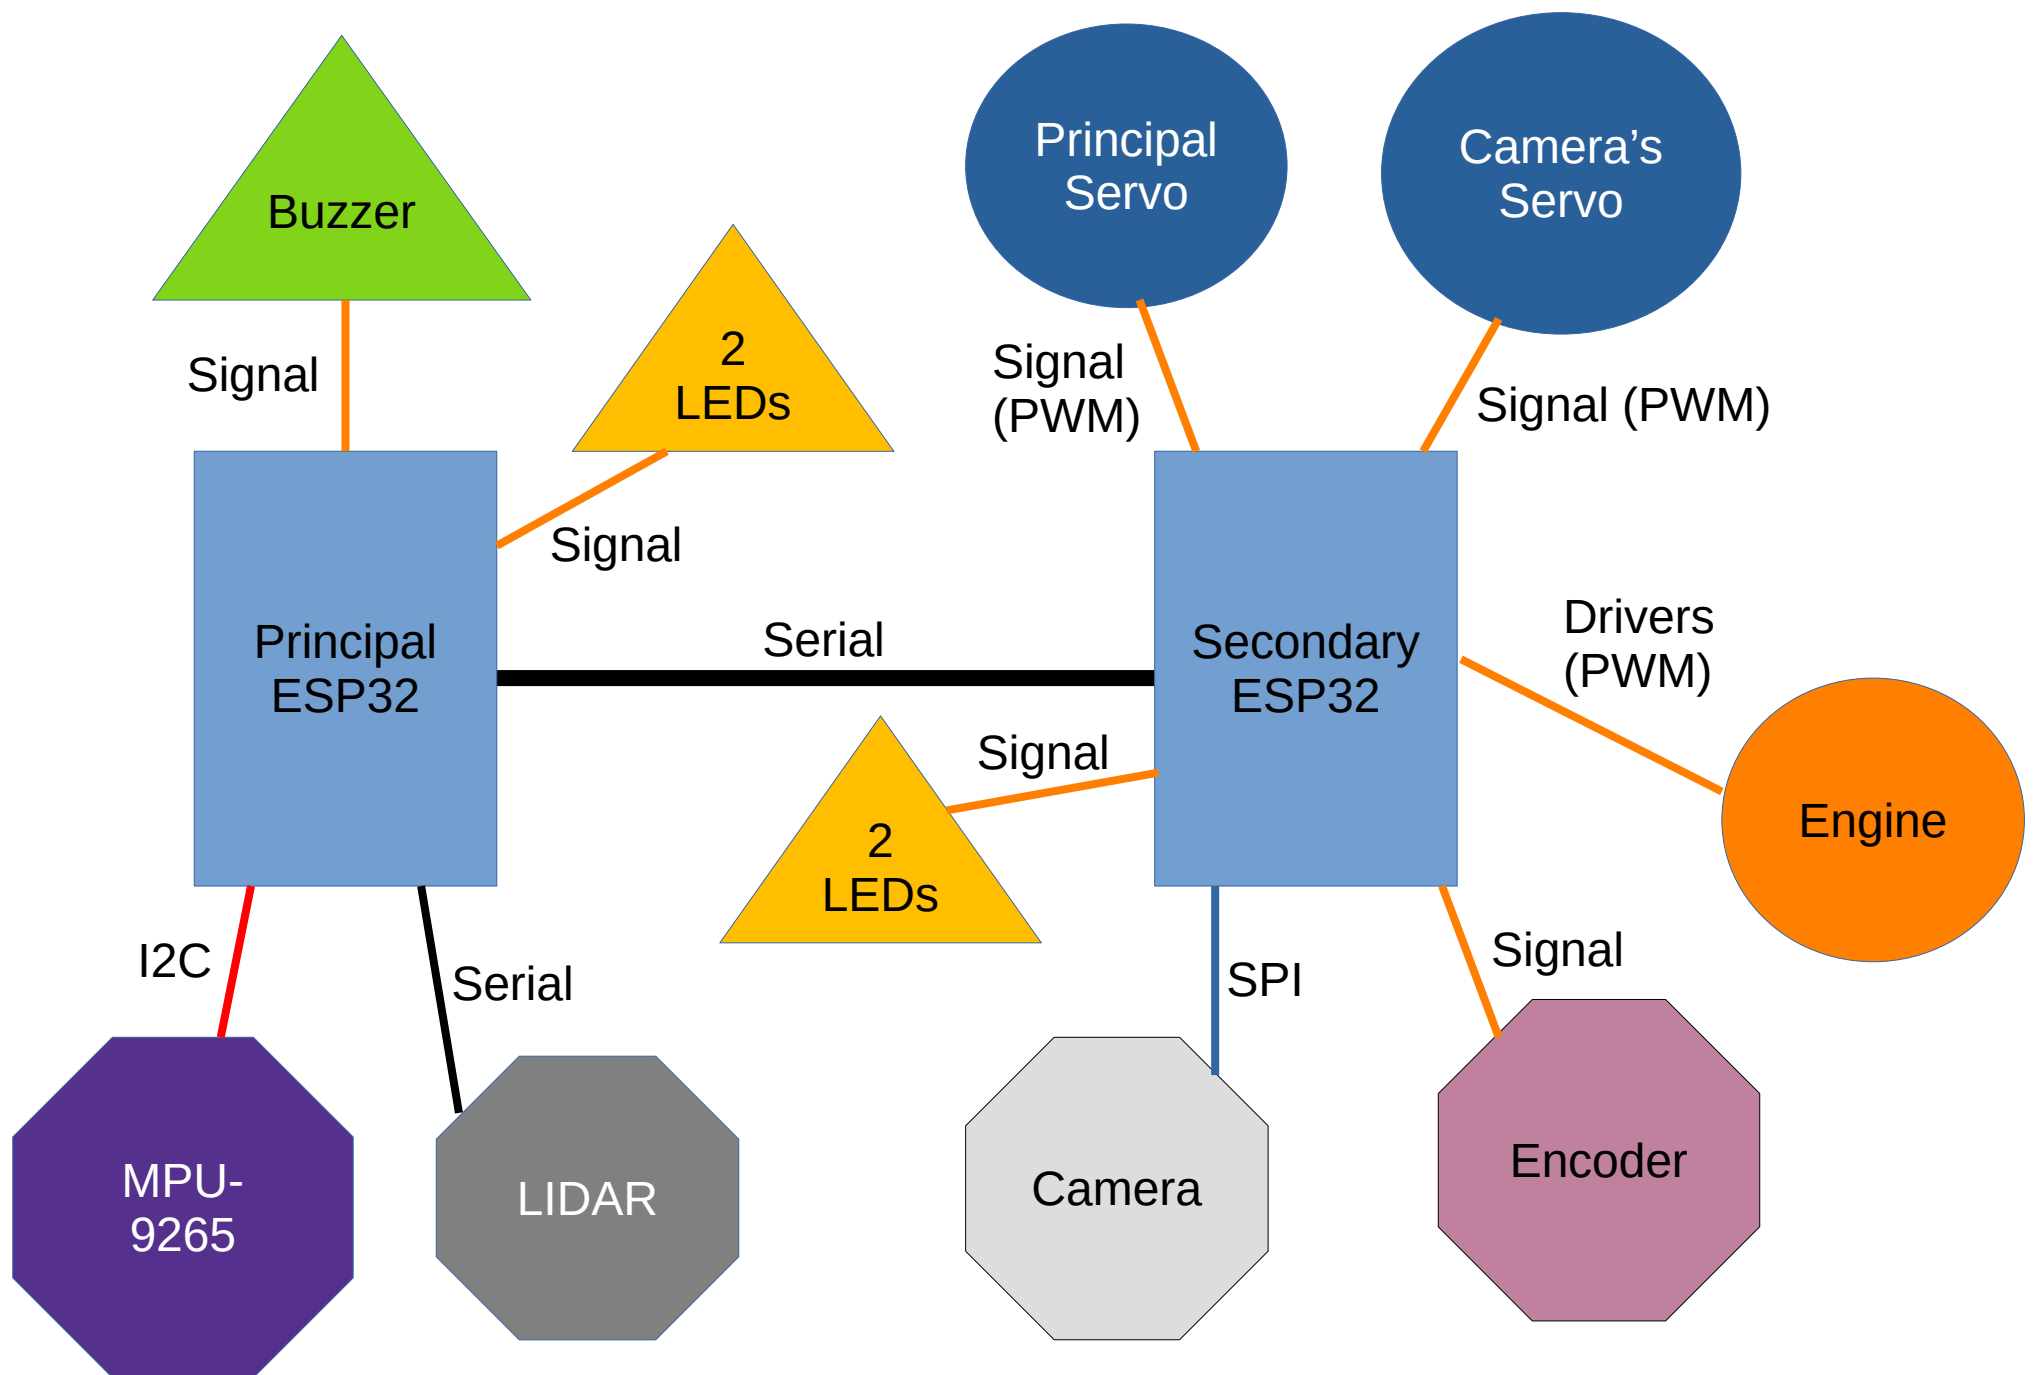 Buzzer
Principal
Servo
Camera’s
Servo
2
LEDs
Signal
Signal
(PWM)
Signal (PWM)
Signal
Principal
ESP32
Serial
Secondary
ESP32
Drivers
(PWM)
Signal
2
LEDs
Engine
I2C
Serial
SPI
Signal
MPU-
9265
LIDAR
Camera
Encoder